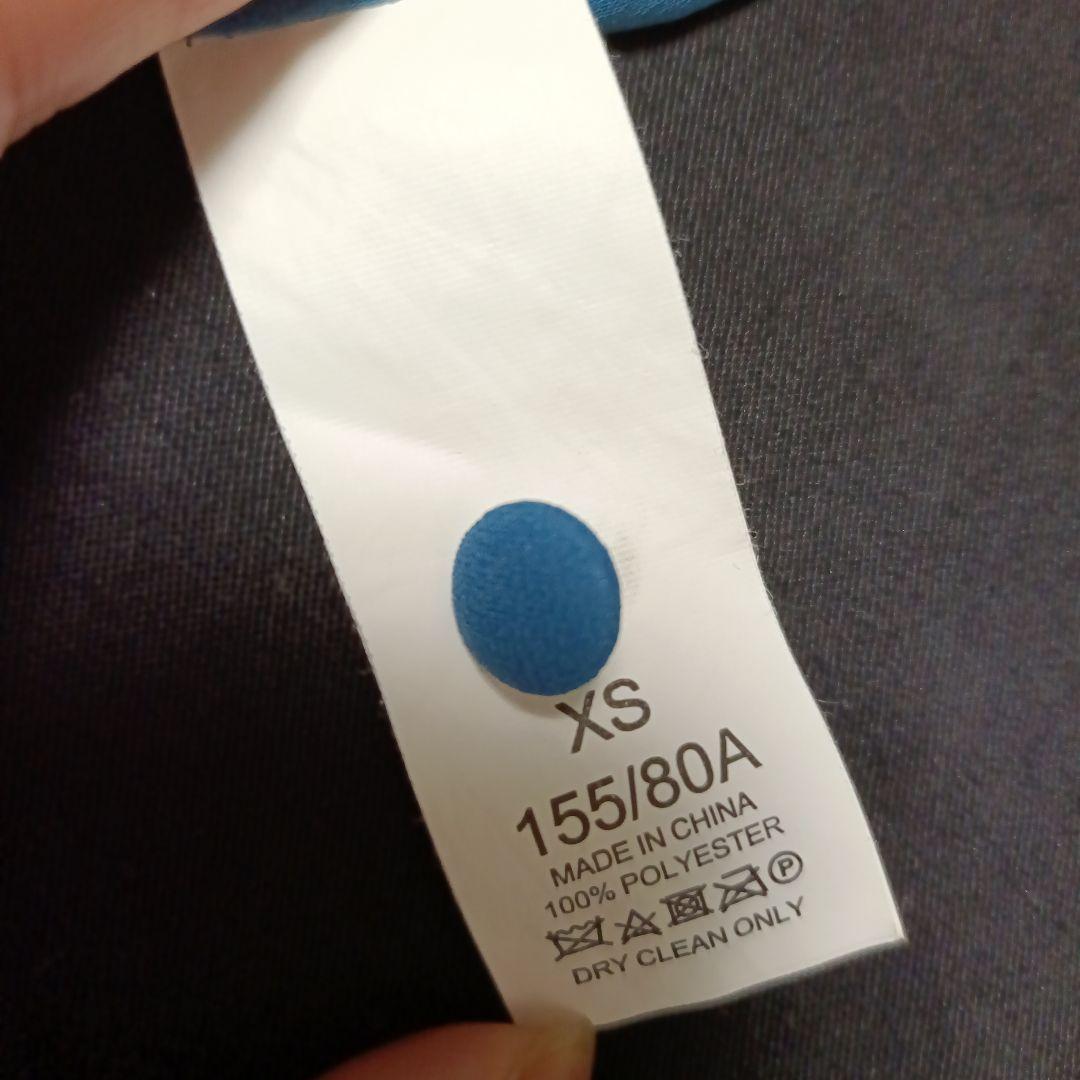 XS
155/80A
MADE IN CHINA
100% POLYESTER
P
DRY CLEAN ONLY